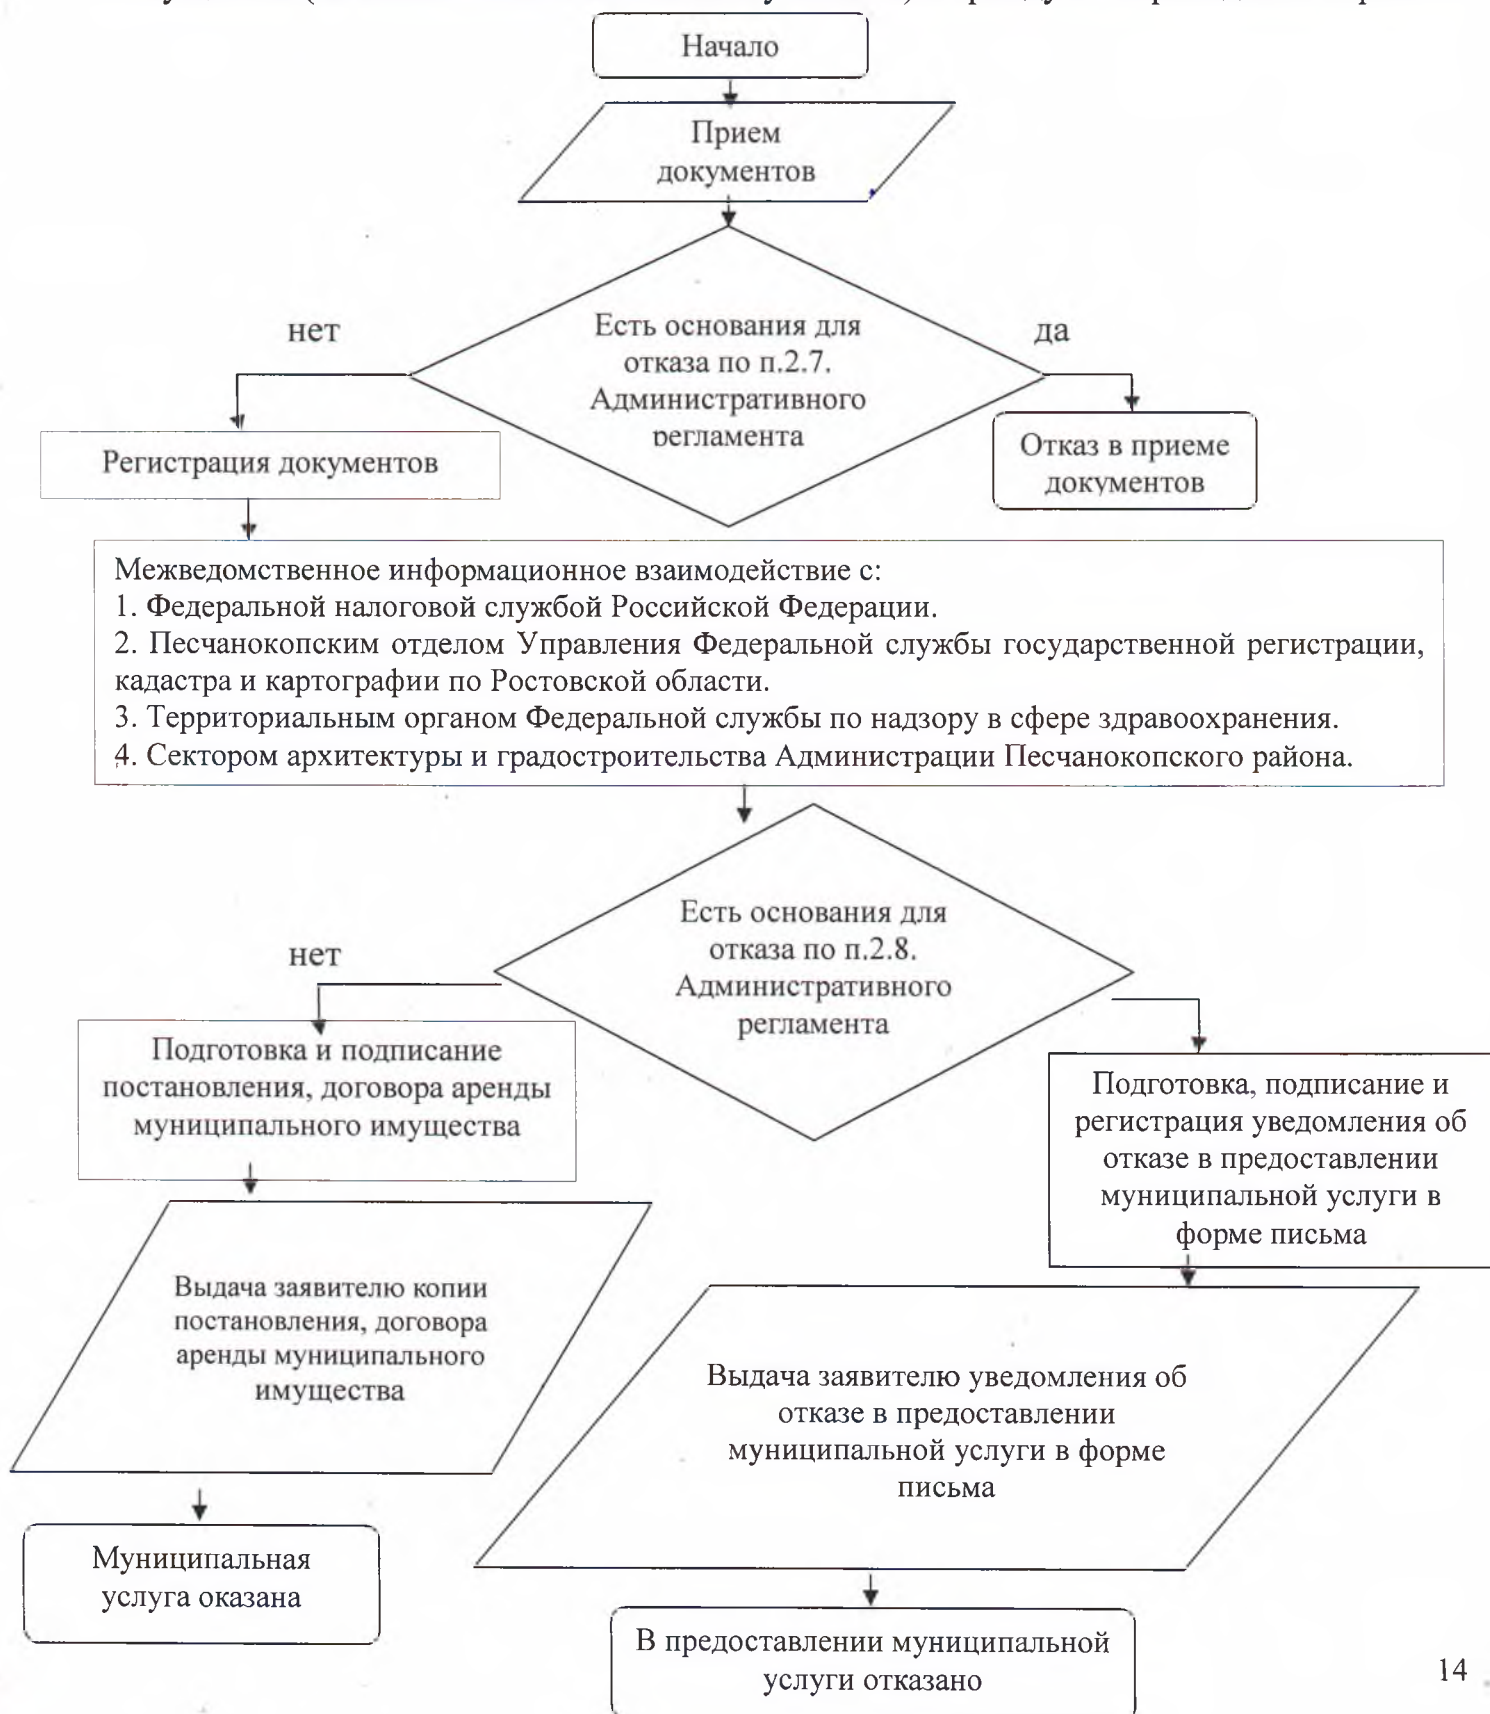 Начало
Прием
документов
нет
Есть основания для
отказа по п.2.7.
Административного
регламента
да
Регистрация документов
Отказ в приеме
документов
Межведомственное информационное взаимодействие с:
1. Федеральной налоговой службой Российской Федерации.
2. Песчанокопским отделом Управления Федеральной службы государственной регистрации,
кадастра и картографии по Ростовской области.
3. Территориальным органом Федеральной службы по надзору в сфере здравоохранения.
4. Сектором архитектуры и градостроительства Администрации Песчанокопского района.
нет
Есть основания для
отказа по п.2.8.
Административного
регламента
Подготовка и подписание
постановления, договора аренды
муниципального имущества
Подготовка, подписание и
регистрация уведомления об
отказе в предоставлении
муниципальной услуги в
форме письма
Выдача заявителю копии
постановления, договора
аренды муниципального
имущества
Выдача заявителю уведомления об
отказе в предоставлении
муниципальной услуги в форме
письма
Муниципальная
услуга оказана
В предоставлении муниципальной
услуги отказано
14